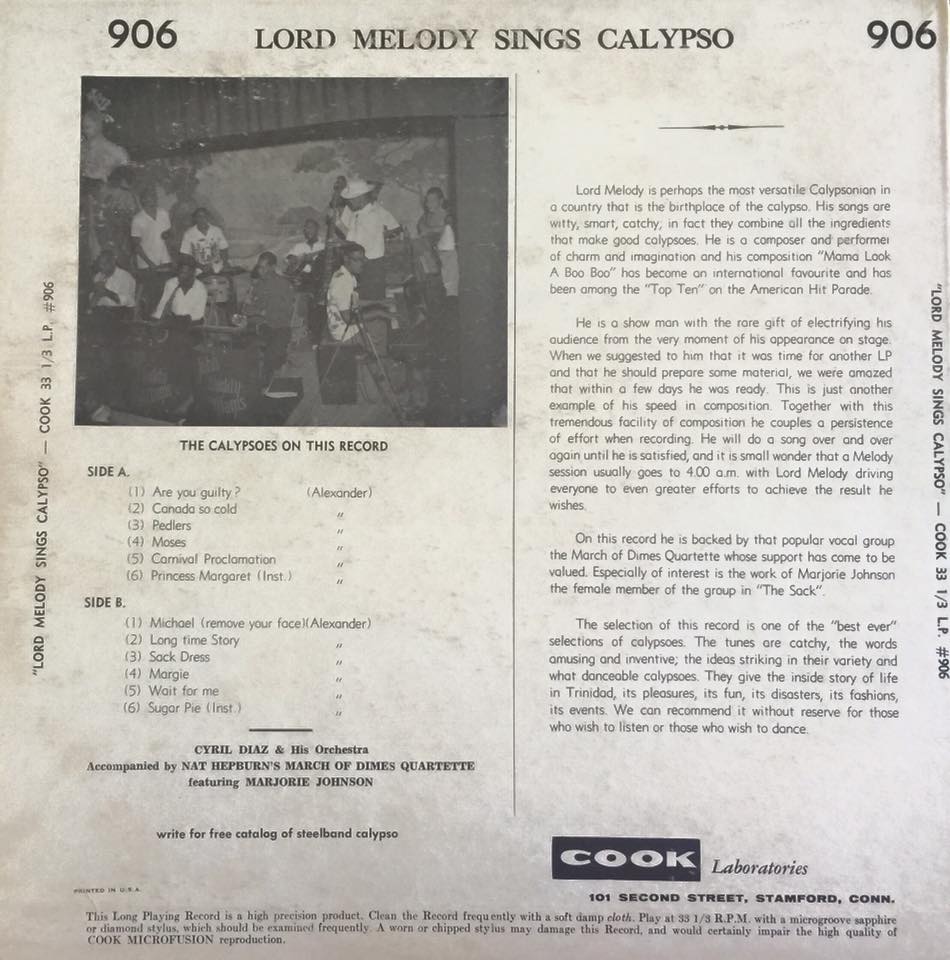 906 LORD MELODY SINGS CALYPSO 906
THE CALYPSOES ON THIS RECORD
SIDE A.
(1) Are you guilty? (Alexander)
(2) Canada so cold "
(3) Pedlers "
(4) Moses "
(5) Carnival Proclamation "
(6) Princess Margaret (Inst.) "
SIDE B.
(1) Michael (remove your face)(Alexander)
(2) Long time Story "
(3) Sack Dress "
(4) Margie "
(5) Wait for me "
(6) Sugar Pie (Inst.) "
CYRIL DIAZ & His Orchestra
Accompanied by NAT HEPBURN'S MARCH OF DIMES QUARTETTE
featuring MARJORIE JOHNSON
write for free catalog of steelband calypso
Lord Melody is perhaps the most versatile Calypsonian in
a country that is the birthplace of the calypso. His songs are
witty, smart, catchy; in fact they combine all the ingredients
that make good calypsoes. He is a composer and performer
of charm and imagination and his composition "Mama Look
A Boo Boo" has become an international favourite and has
been among the "Top Ten" on the American Hit Parade.
He is a show man with the rare gift of electrifying his
audience from the very moment of his appearance on stage.
When we suggested to him that it was time for another LP
and that he should prepare some material, we were amazed
that within a few days he was ready. This is just another
example of his speed in composition. Together with this
tremendous facility of composition he couples a persistence
of effort when recording. He will do a song over and over
again until he is satisfied, and it is small wonder that a Melody
session usually goes to 4.00 a.m. with Lord Melody driving
everyone to even greater efforts to achieve the result he
wishes.
On this record he is backed by that popular vocal group
the March of Dimes Quartette whose support has come to be
valued. Especially of interest is the work of Marjorie Johnson
the female member of the group in "The Sack".
The selection of this record is one of the "best ever"
selections of calypsoes. The tunes are catchy, the words
amusing and inventive; the ideas striking in their variety and
what danceable calypsoes. They give the inside story of life
in Trinidad, its pleasures, its fun, its disasters, its fashions,
its events. We can recommend it without reserve for those
who wish to listen or those who wish to dance.
COOK Laboratories
101 SECOND STREET, STAMFORD, CONN.
PRINTED IN U.S.A.
This Long Playing Record is a high precision product. Clean the Record frequently with a soft damp cloth. Play at 33 1/3 R.P.M. with a microgroove sapphire
or diamond stylus, which should be examined frequently. A worn or chipped stylus may damage this Record, and would certainly impair the high quality of
COOK MICROFUSION reproduction.
"LORD MELODY SINGS CALYPSO" — COOK 33 1/3 L.P. #906
"LORD MELODY SINGS CALYPSO" — COOK 33 1/3 L.P. #906